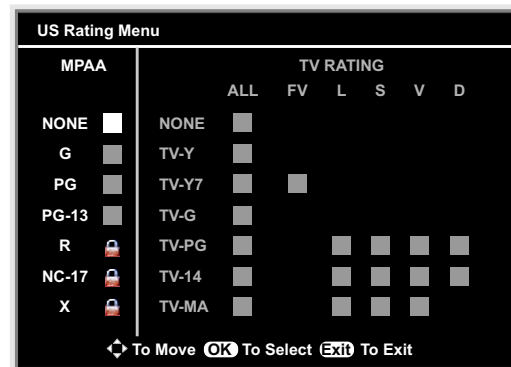 US Rating Menu
MPAA
TV RATING
ALL FV L S V D
NONE NONE
G TV-Y
PG TV-Y7
PG-13 TV-G
R TV-PG
NC-17 TV-14
X TV-MA
To Move OK To Select Exit To Exit